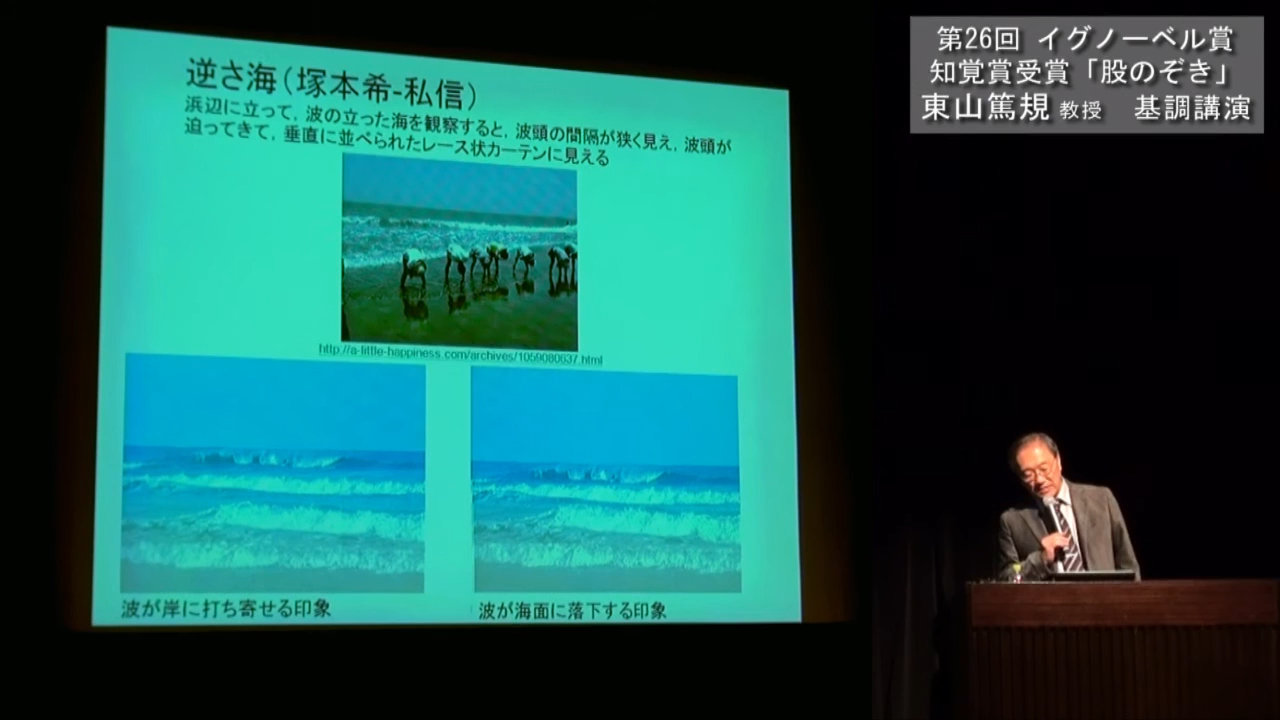 逆さ海（塚本希-私信）
浜辺に立って，波の立った海を観察すると，波頭の間隔が狭く見え，波頭が
迫ってきて，垂直に並べられたレース状カーテンに見える
http://a-little-happiness.com/archives/1059080637.html
波が岸に打ち寄せる印象
波が海面に落下する印象
第26回 イグノーベル賞
知覚賞受賞「股のぞき」
東山篤規 教授 基調講演